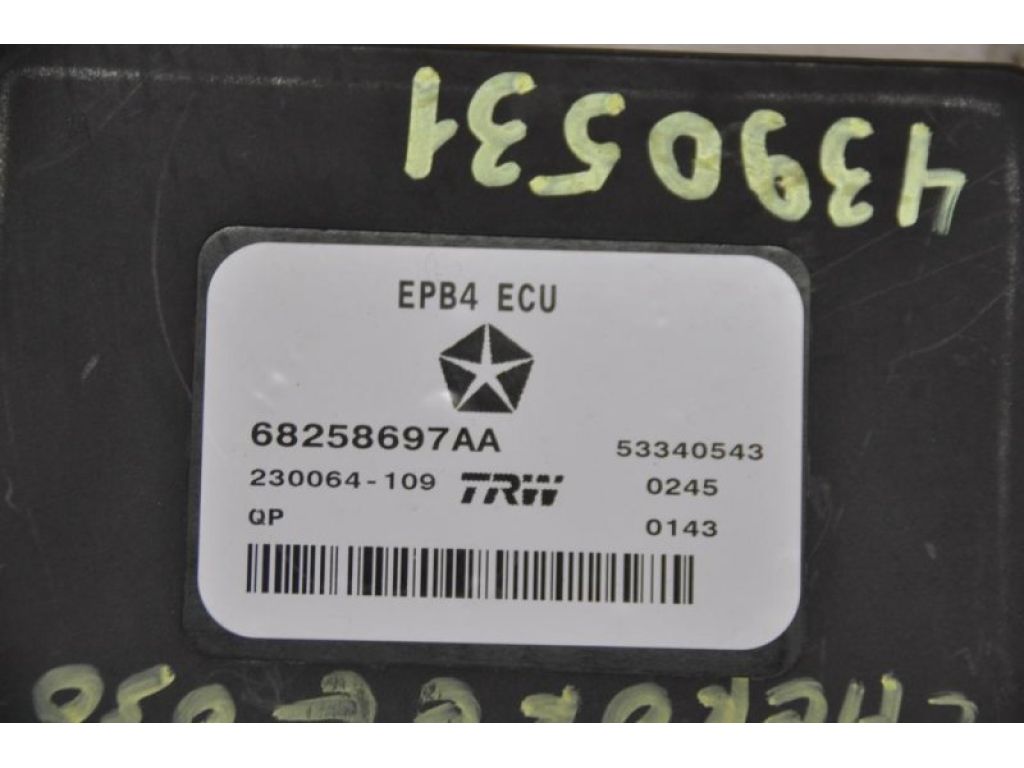 4390531
EPB4 ECU
68258697AA 53340543
230064-109 TRW 0245
QP 0143